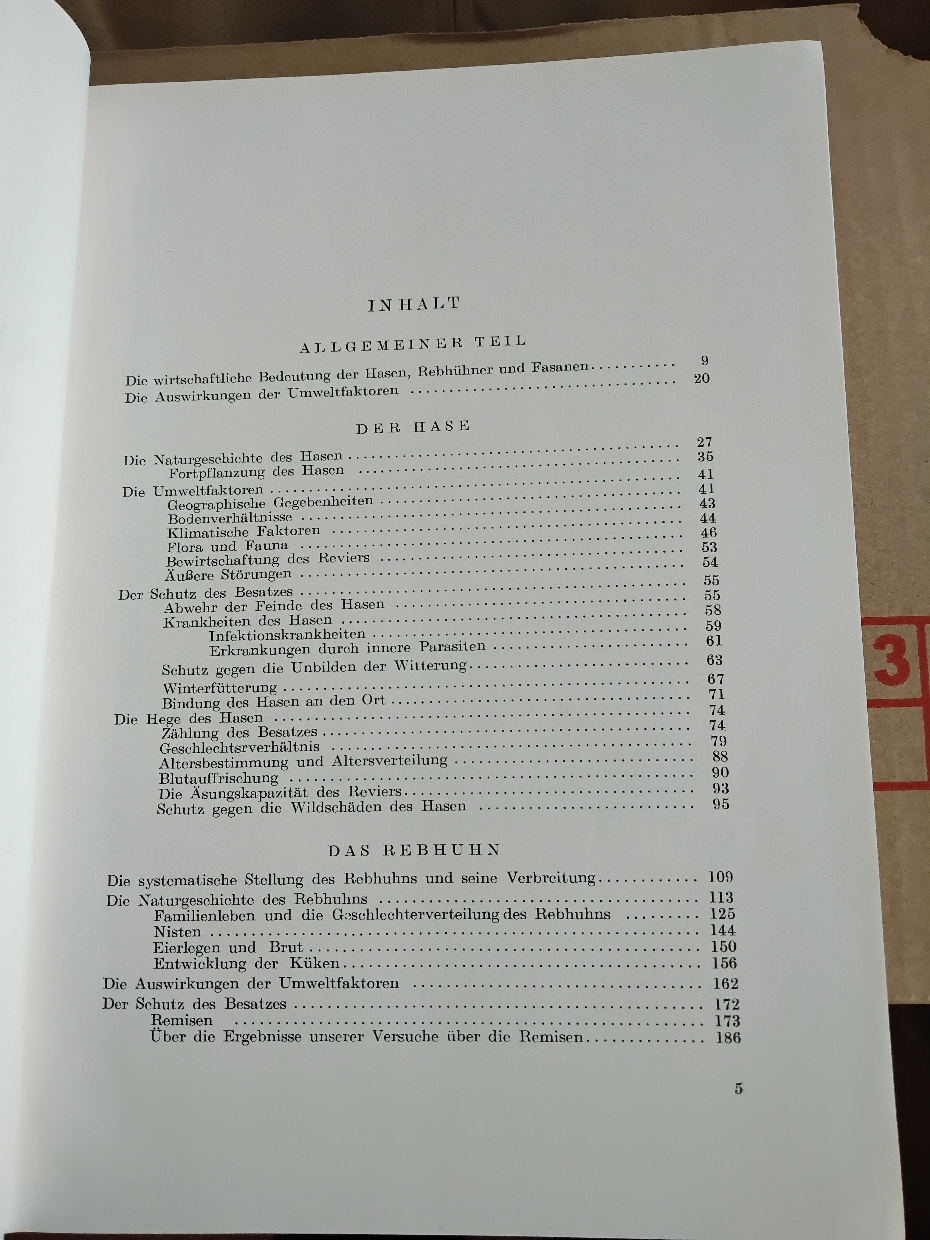 INHALT
ALLGEMEINER TEIL
Die wirtschaftliche Bedeutung der Hasen, Rebhühner und Fasanen........... 9
Die Auswirkungen der Umweltfaktoren ................................ 20
DER HASE
Die Naturgeschichte des Hasen ........................................ 27
Fortpflanzung des Hasen ...................................... 35
Die Umweltfaktoren .................................................. 41
Geographische Gegebenheiten .................................... 41
Bodenverhältnisse .............................................. 43
Klimatische Faktoren ........................................... 44
Flora und Fauna ............................................... 46
Bewirtschaftung des Reviers ..................................... 53
Äußere Störungen ............................................... 54
Der Schutz des Besatzes ............................................... 55
Abwehr der Feinde des Hasen .................................... 55
Krankheiten des Hasen .......................................... 58
Infektionskrankheiten ...................................... 59
Erkrankungen durch innere Parasiten ......................... 61
Schutz gegen die Unbilden der Witterung........................... 63
Winterfütterung ................................................. 67
Bindung des Hasen an den Ort .................................... 71
Die Hege des Hasen .................................................. 74
Zählung des Besatzes ............................................ 74
Geschlechtsverhältnis ........................................... 79
Altersbestimmung und Altersverteilung ............................. 88
Blutauffrischung ................................................ 90
Die Äsungskapazität des Reviers................................... 93
Schutz gegen die Wildschäden des Hasen .......................... 95
DAS REBHUHN
Die systematische Stellung des Rebhuhns und seine Verbreitung............ 109
Die Naturgeschichte des Rebhuhns ..................................... 113
Familienleben und die Geschlechterverteilung des Rebhuhns ......... 125
Nisten ......................................................... 144
Eierlegen und Brut .............................................. 150
Entwicklung der Küken.......................................... 156
Die Auswirkungen der Umweltfaktoren ................................. 162
Der Schutz des Besatzes ............................................... 172
Remisen ...................................................... 173
Über die Ergebnisse unserer Versuche über die Remisen.............. 186
5
3